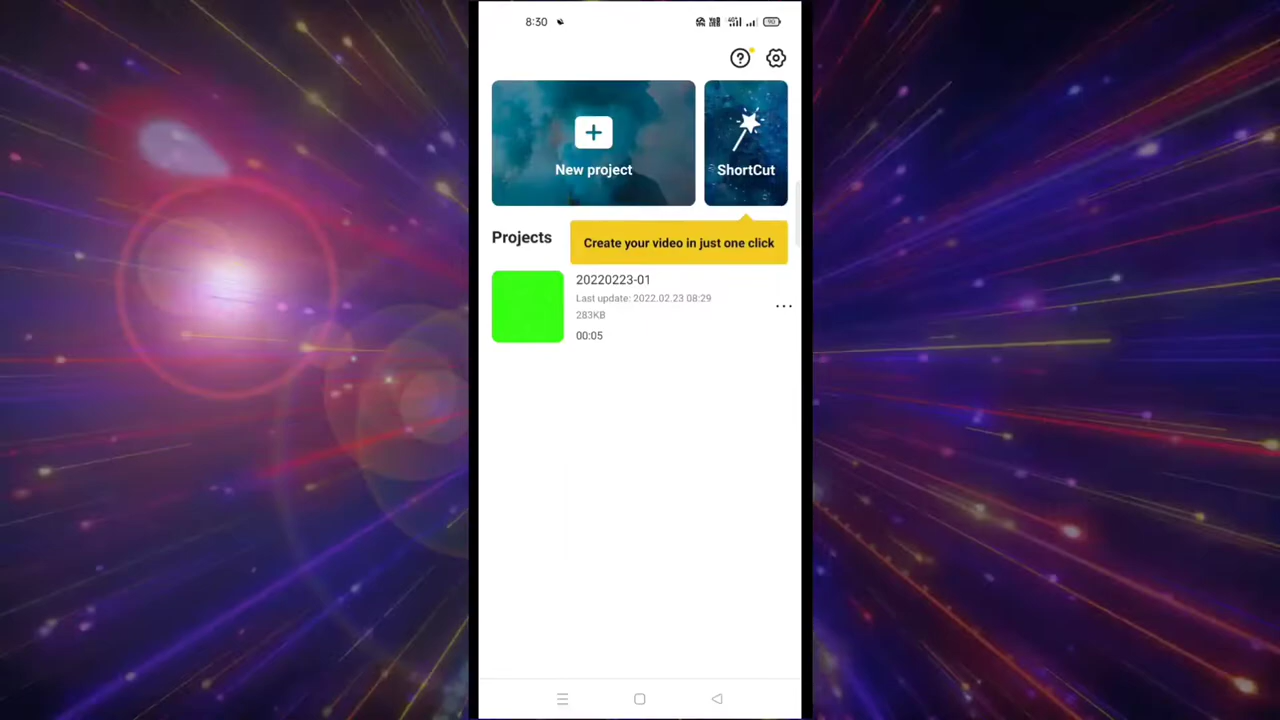 8:30
New project
ShortCut
Projects
Create your video in just one click
20220223-01
Last update: 2022.02.23 08:29
283KB
00:05